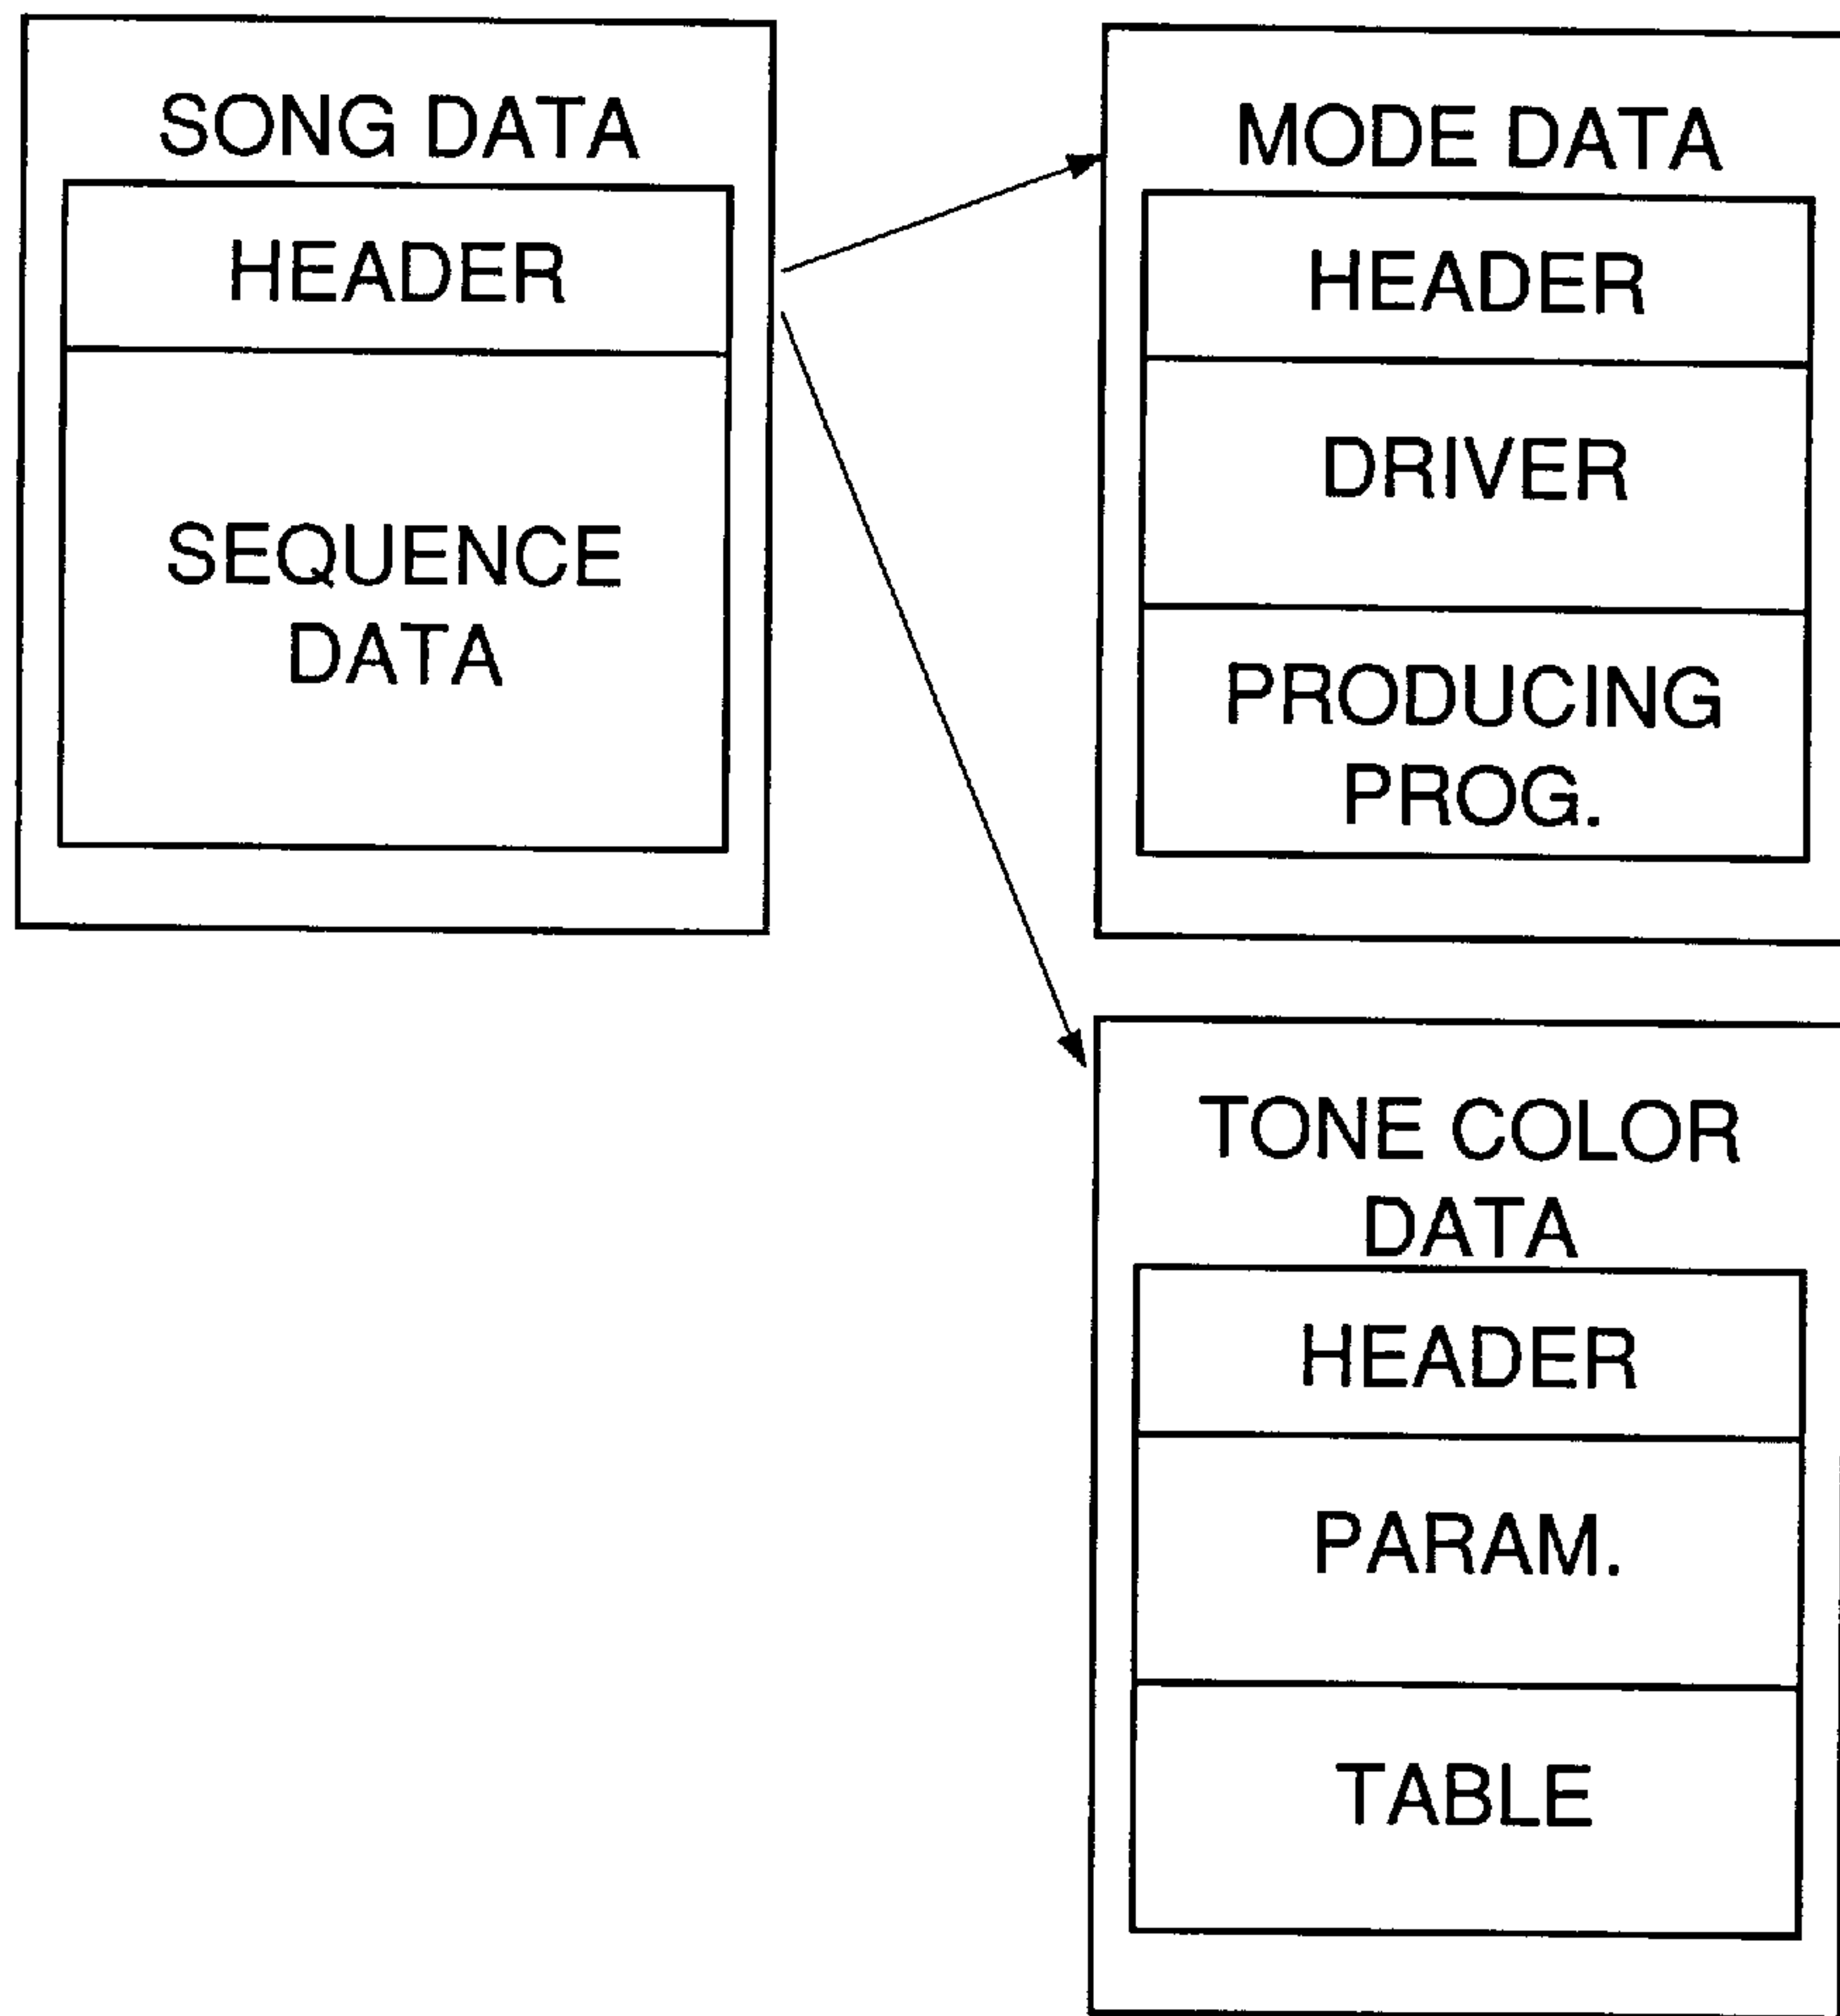 SONG DATA
HEADER
SEQUENCE
DATA
MODE DATA
HEADER
DRIVER
PRODUCING
PROG.
TONE COLOR
DATA
HEADER
PARAM.
TABLE